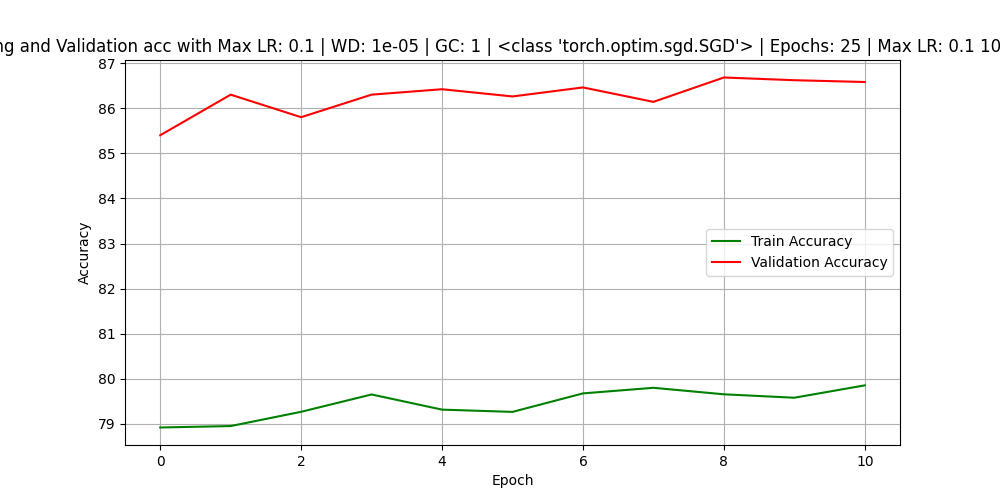 ng and Validation acc with Max LR: 0.1 | WD: 1e-05 | GC: 1 | <class 'torch.optim.sgd.SGD'> | Epochs: 25 | Max LR: 0.1 10
87
86
85
84
83
82
81
80
79
Accuracy
Train Accuracy
Validation Accuracy
0 2 4 6 8 10
Epoch